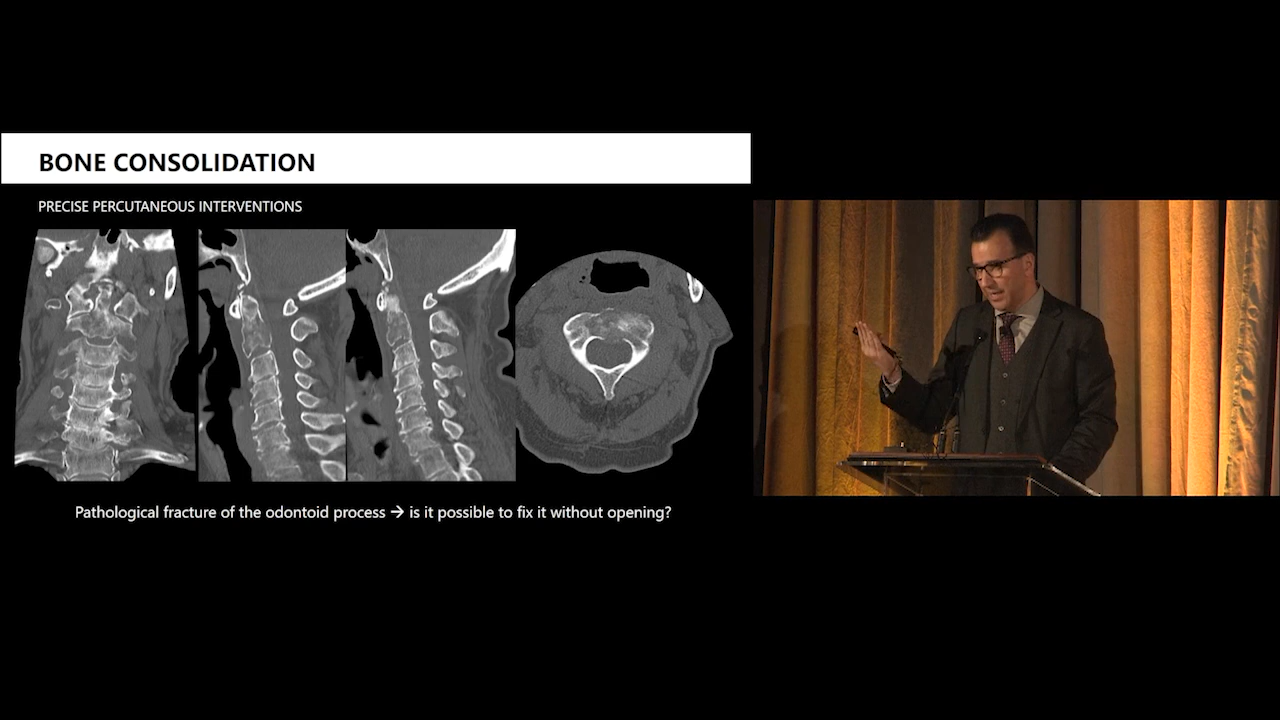 BONE CONSOLIDATION
PRECISE PERCUTANEOUS INTERVENTIONS
Pathological fracture of the odontoid process → is it possible to fix it without opening?